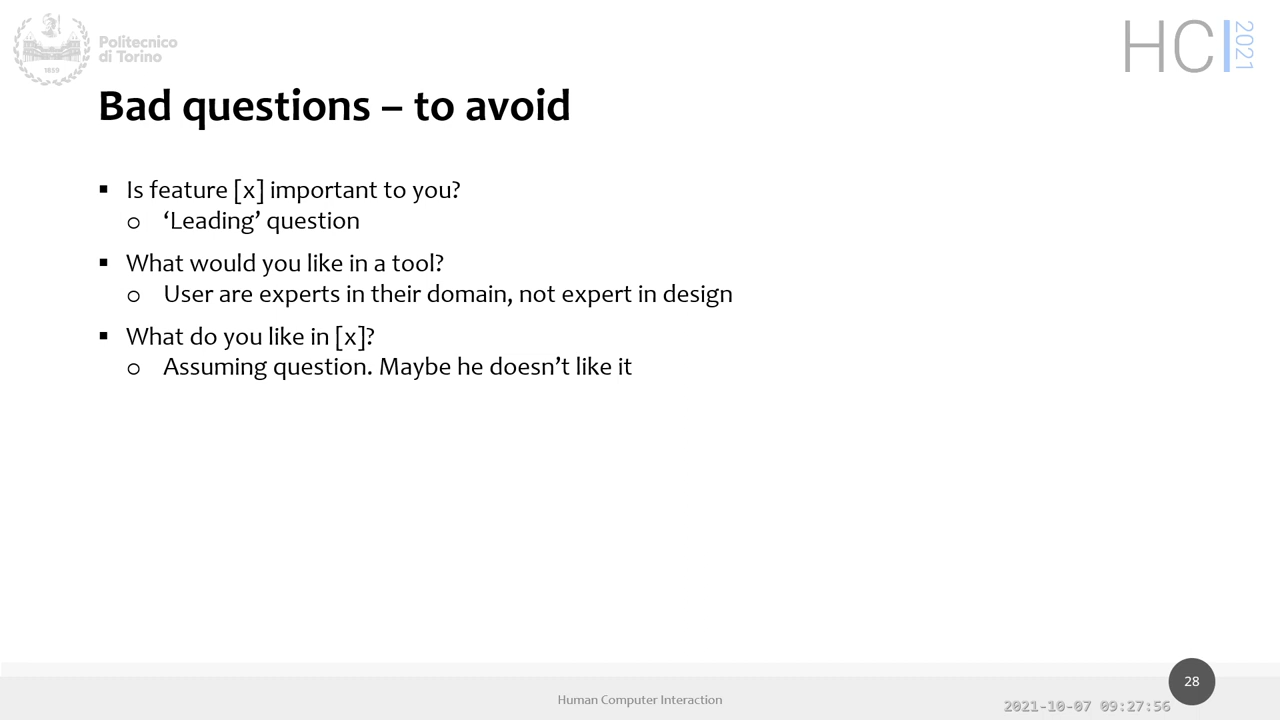 Politecnico
di Torino
1859
HCI 2021
Bad questions – to avoid
▪ Is feature [x] important to you?
o ‘Leading’ question
▪ What would you like in a tool?
o User are experts in their domain, not expert in design
▪ What do you like in [x]?
o Assuming question. Maybe he doesn’t like it
28
Human Computer Interaction
2021-10-07 09:27:56